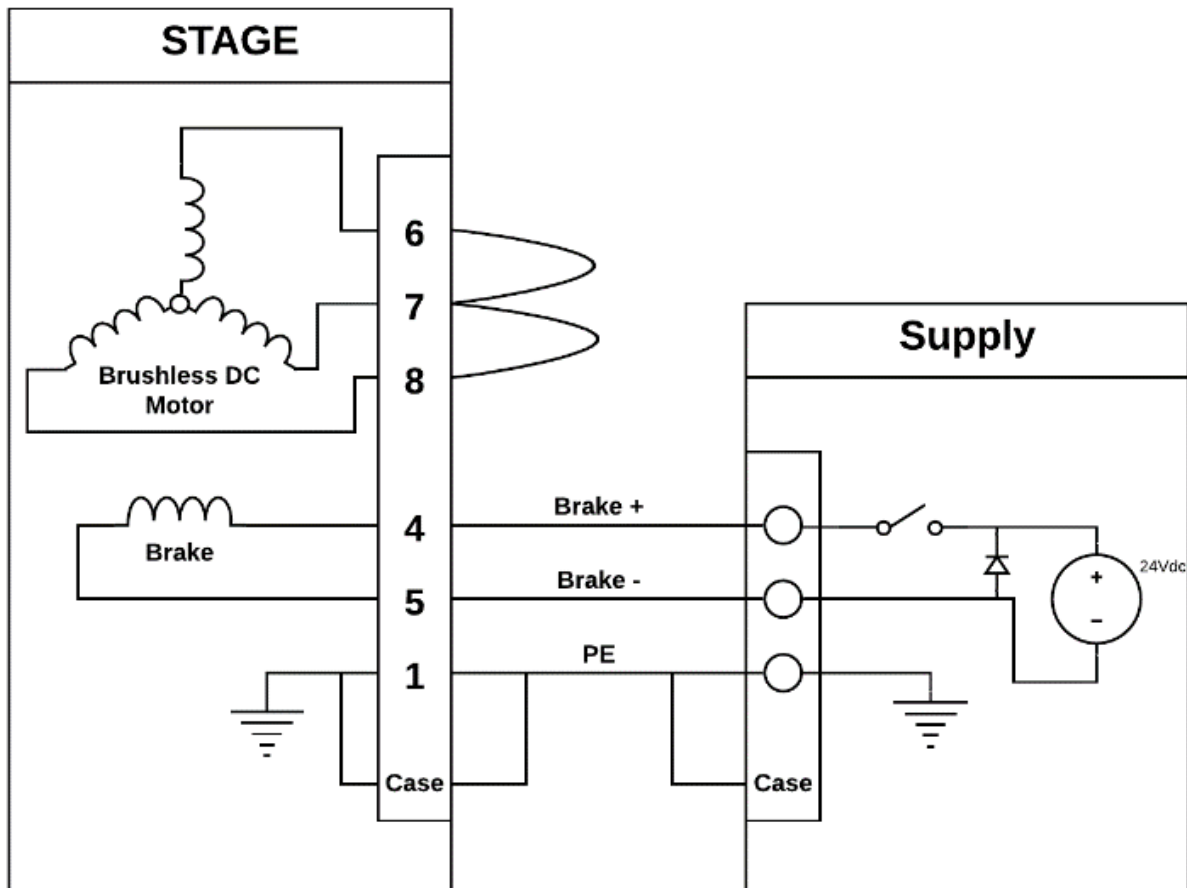 STAGE
6
7
8
Brushless DC
Motor
Supply
4
Brake +
Brake
5
Brake -
24Vdc
+
−
1
PE
Case
Case